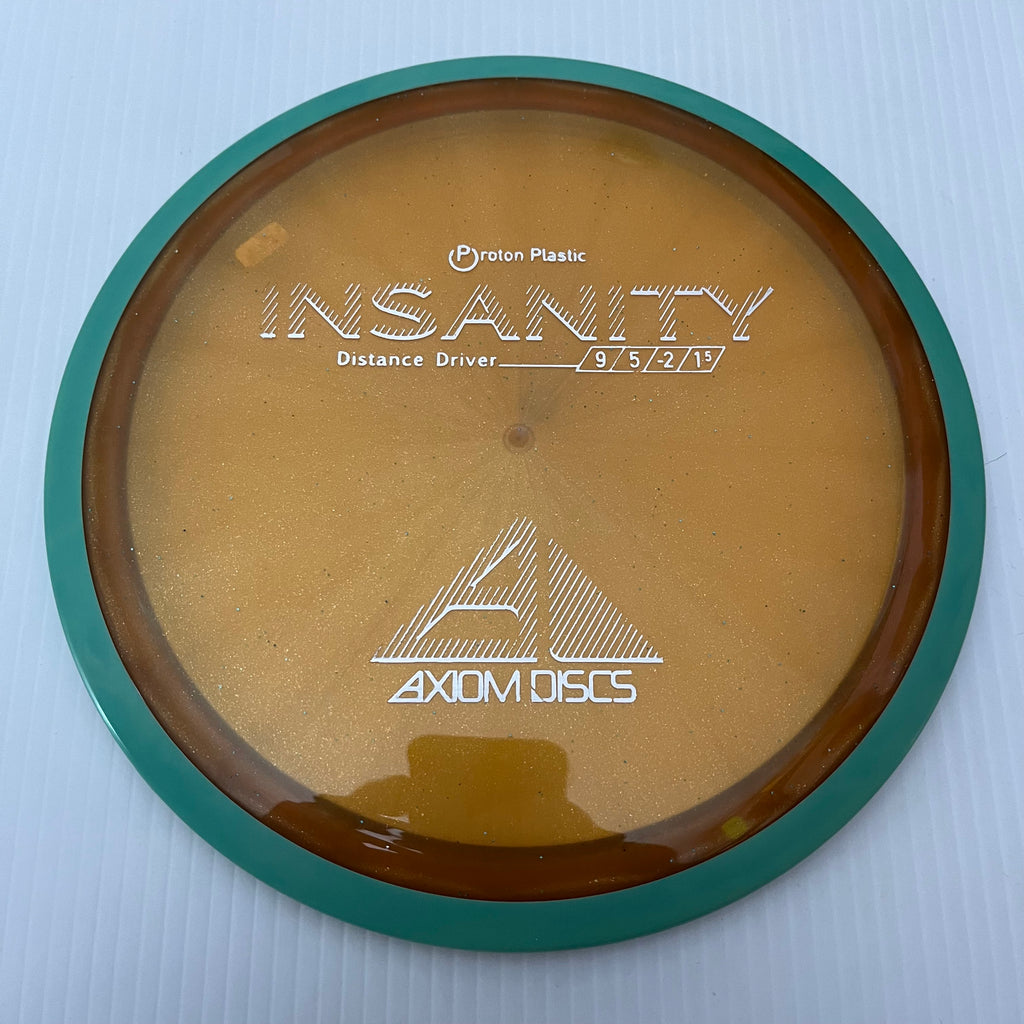 Proton Plastic
INSANITY
Distance Driver 9/5/-2/1.5
AXIOM DISCS